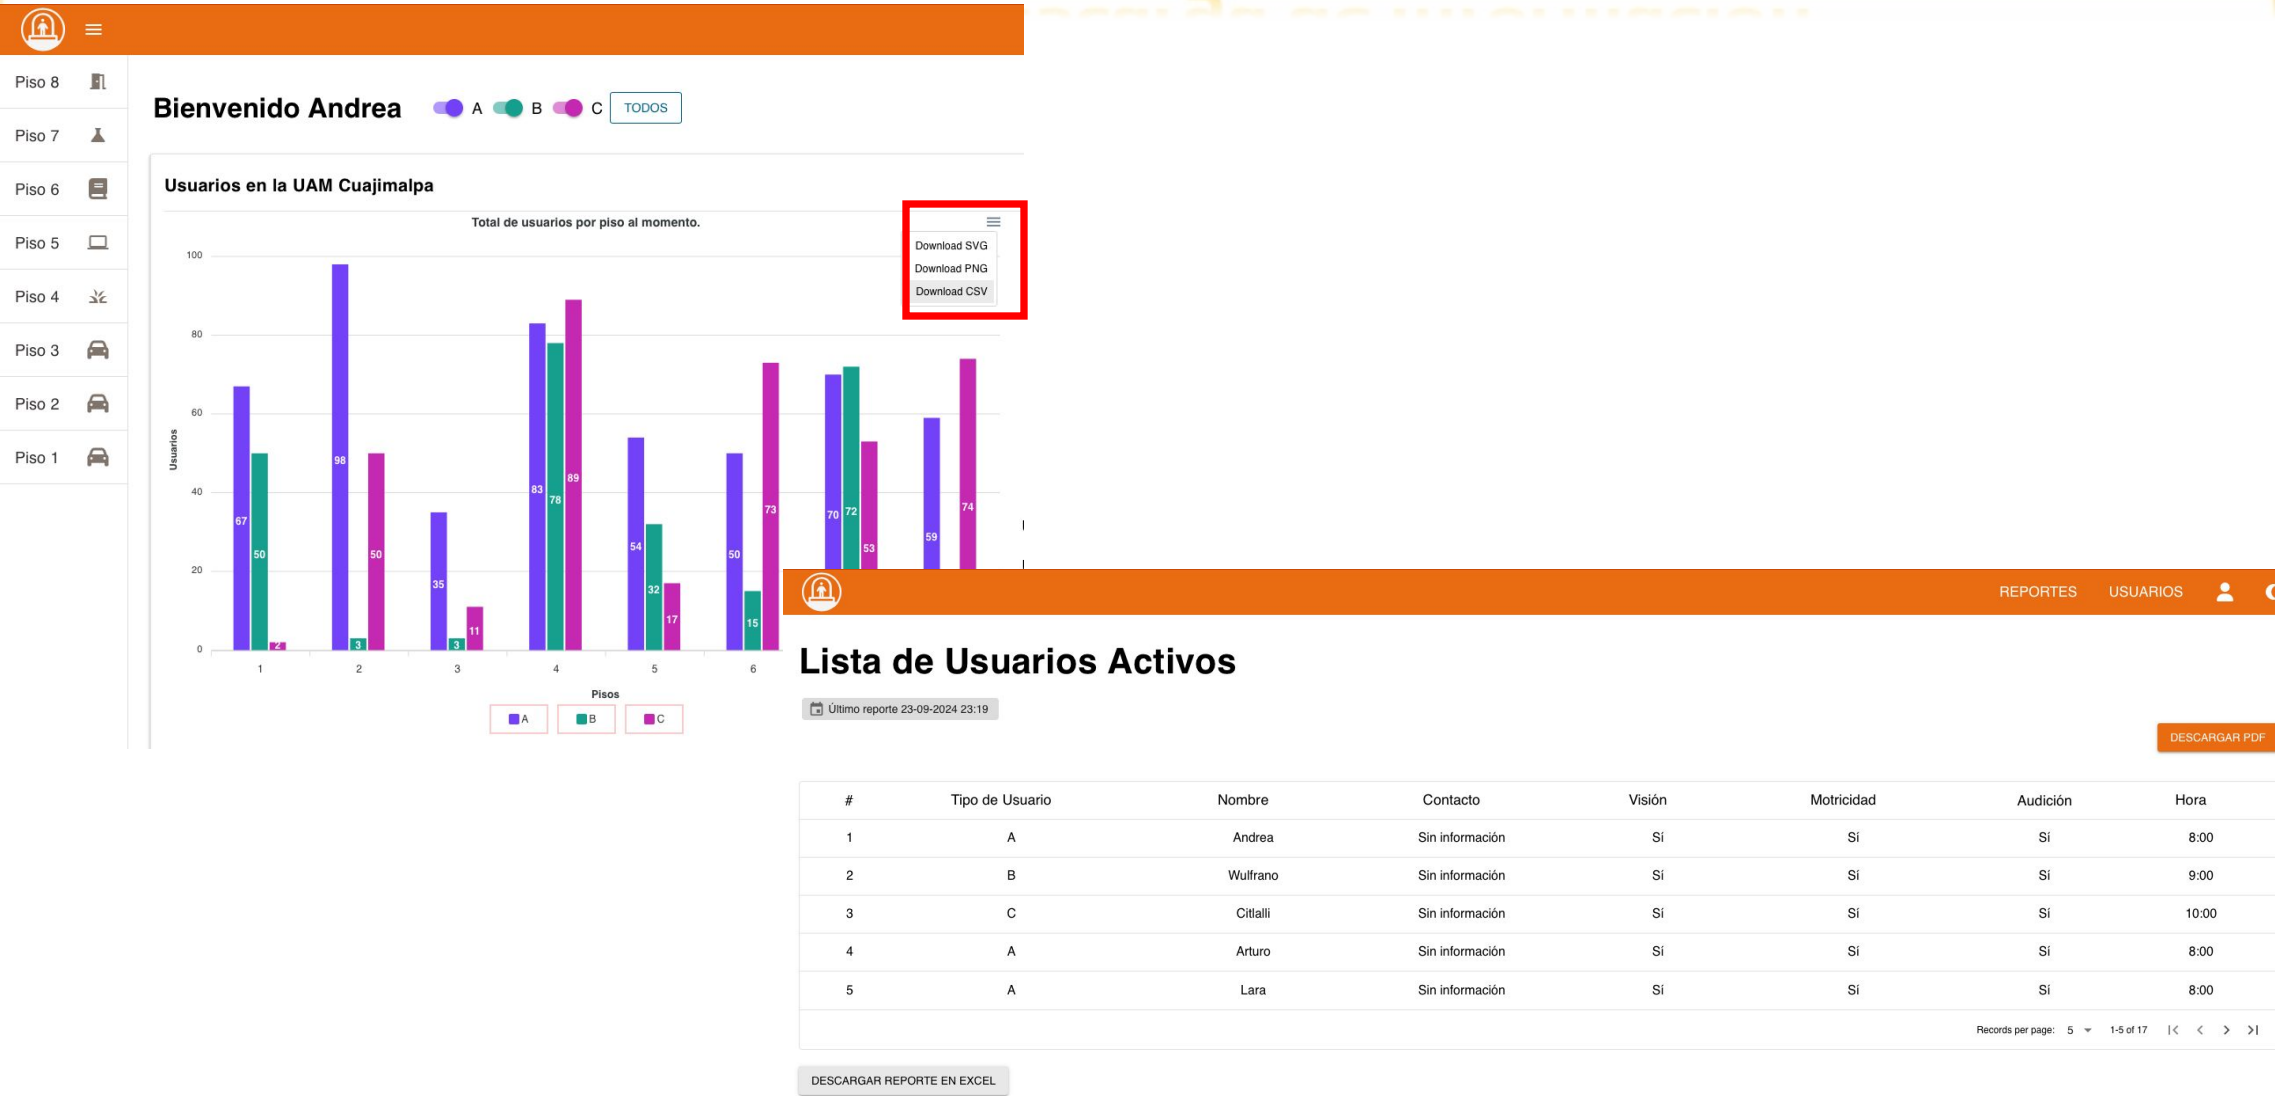 Piso 8
Piso 7
Piso 6
Piso 5
Piso 4
Piso 3
Piso 2
Piso 1
Bienvenido Andrea A B C TODOS
Usuarios en la UAM Cuajimalpa
Total de usuarios por piso al momento.
Download SVG
Download PNG
Download CSV
100
80
60
40
20
0
Usuarios
67 50 2
98 3 50
35 3 11
83 78 89
54 32 17
50 15 73
70 72 53
59 74
1 2 3 4 5 6
Pisos
A B C
REPORTES USUARIOS
Lista de Usuarios Activos
Último reporte 23-09-2024 23:19
DESCARGAR PDF
# Tipo de Usuario Nombre Contacto Visión Motricidad Audición Hora
1 A Andrea Sin información Sí Sí Sí 8:00
2 B Wulfrano Sin información Sí Sí Sí 9:00
3 C Citlalli Sin información Sí Sí Sí 10:00
4 A Arturo Sin información Sí Sí Sí 8:00
5 A Lara Sin información Sí Sí Sí 8:00
Records per page: 5 1-5 of 17
DESCARGAR REPORTE EN EXCEL